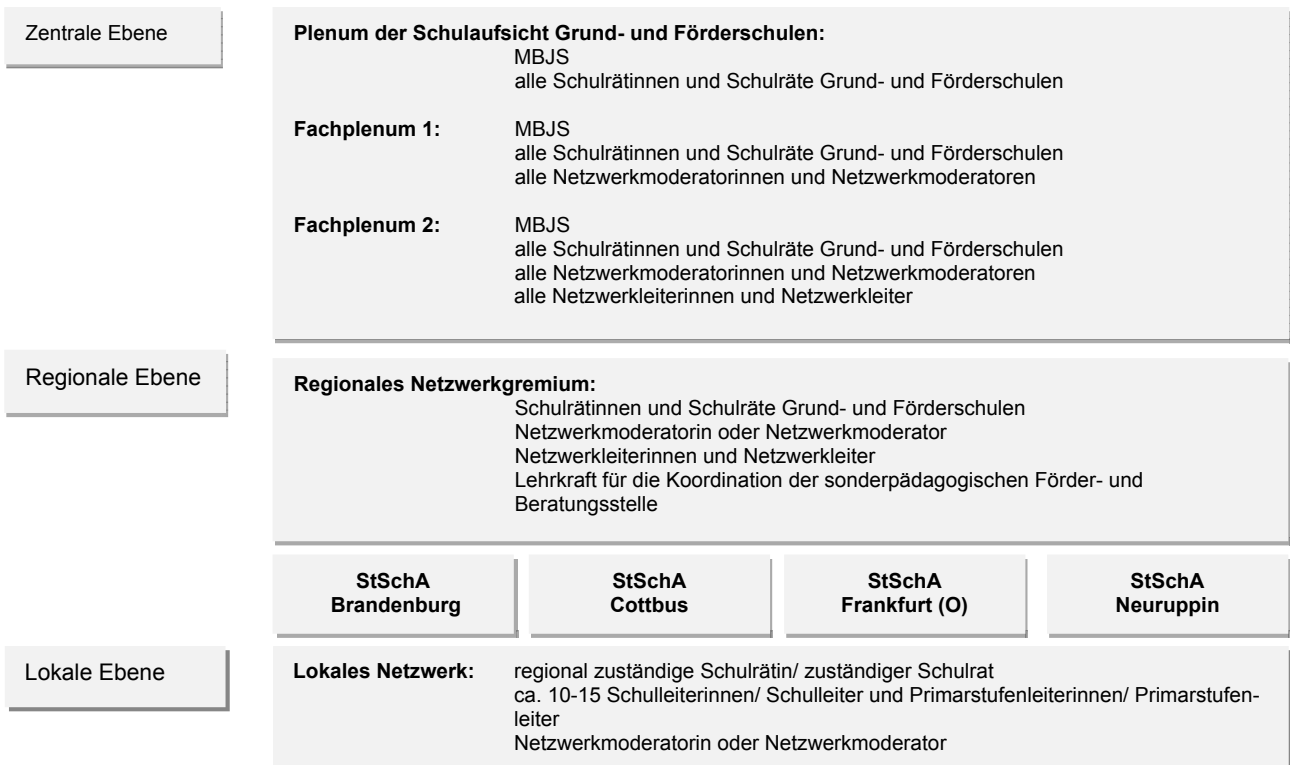 Zentrale Ebene
Plenum der Schulaufsicht Grund- und Förderschulen:
MBJS
alle Schulrätinnen und Schulräte Grund- und Förderschulen
Fachplenum 1: MBJS
alle Schulrätinnen und Schulräte Grund- und Förderschulen
alle Netzwerkmoderatorinnen und Netzwerkmoderatoren
Fachplenum 2: MBJS
alle Schulrätinnen und Schulräte Grund- und Förderschulen
alle Netzwerkmoderatorinnen und Netzwerkmoderatoren
alle Netzwerkleiterinnen und Netzwerkleiter
Regionale Ebene
Regionales Netzwerkgremium:
Schulrätinnen und Schulräte Grund- und Förderschulen
Netzwerkmoderatorin oder Netzwerkmoderator
Netzwerkleiterinnen und Netzwerkleiter
Lehrkraft für die Koordination der sonderpädagogischen Förder- und
Beratungsstelle
StSchA
Brandenburg
StSchA
Cottbus
StSchA
Frankfurt (O)
StSchA
Neuruppin
Lokale Ebene
Lokales Netzwerk: regional zuständige Schulrätin/ zuständiger Schulrat
ca. 10-15 Schulleiterinnen/ Schulleiter und Primarstufenleiterinnen/ Primarstufen-
leiter
Netzwerkmoderatorin oder Netzwerkmoderator